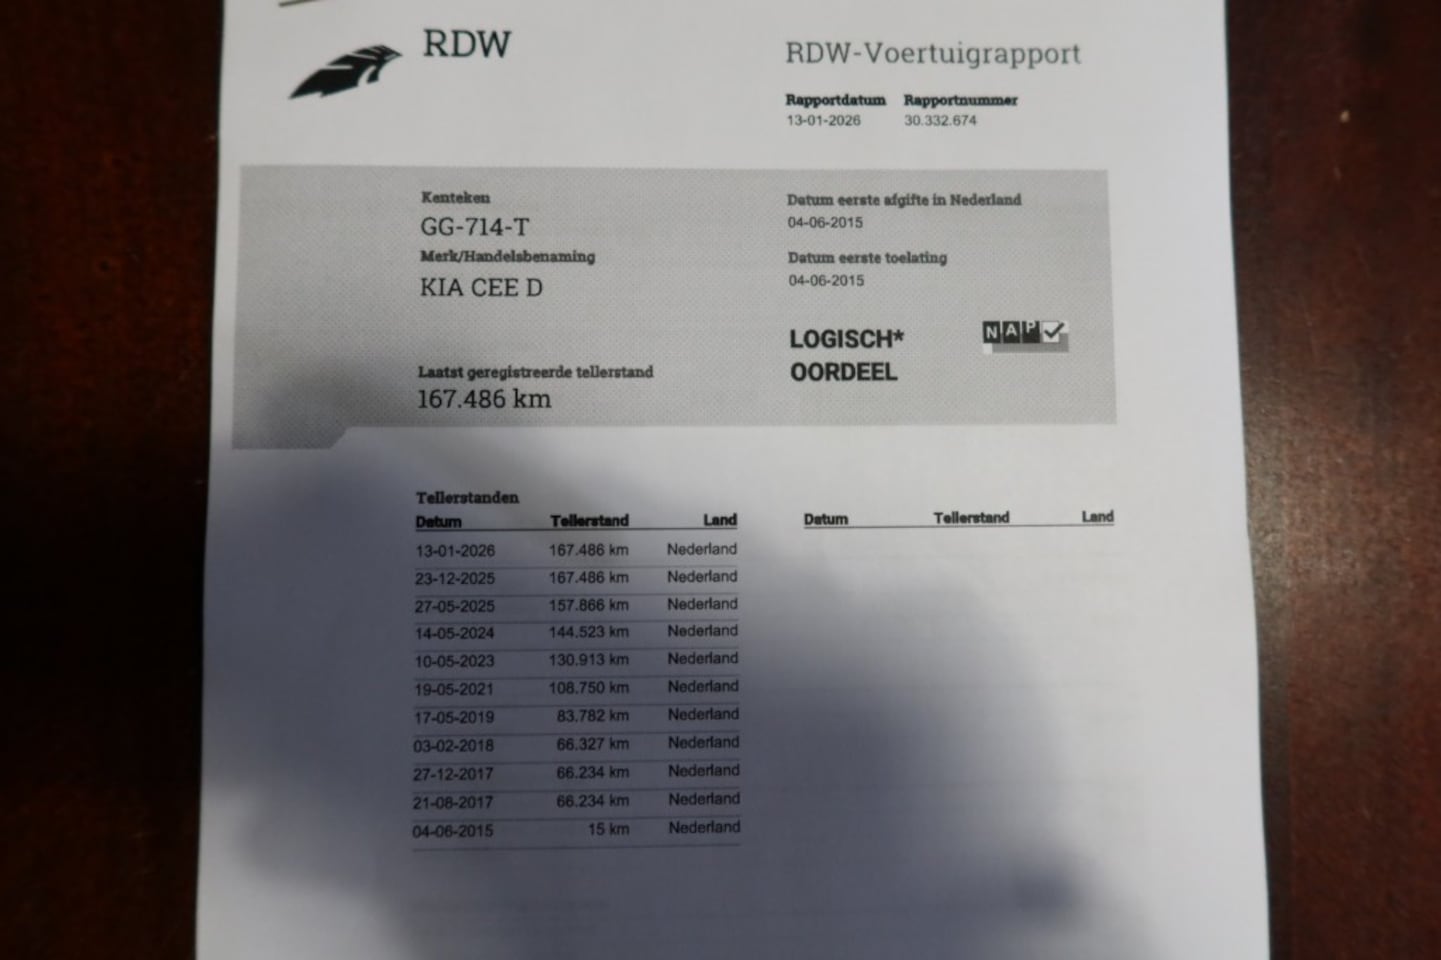 RDW
RDW-Voertuigrapport
Rapportdatum Rapportnummer
13-01-2026 30.332.674
Kenteken
GG-714-T
Merk/Handelsbenaming
KIA CEE D
Laatst geregistreerde tellerstand
167.486 km
Datum eerste afgifte in Nederland
04-06-2015
Datum eerste toelating
04-06-2015
LOGISCH*
OORDEEL
NAP
Tellerstanden
Datum Tellerstand Land
13-01-2026 167.486 km Nederland
23-12-2025 167.486 km Nederland
27-05-2025 157.866 km Nederland
14-05-2024 144.523 km Nederland
10-05-2023 130.913 km Nederland
19-05-2021 108.750 km Nederland
17-05-2019 83.782 km Nederland
03-02-2018 66.327 km Nederland
27-12-2017 66.234 km Nederland
21-08-2017 66.234 km Nederland
04-06-2015 15 km Nederland
Datum Tellerstand Land